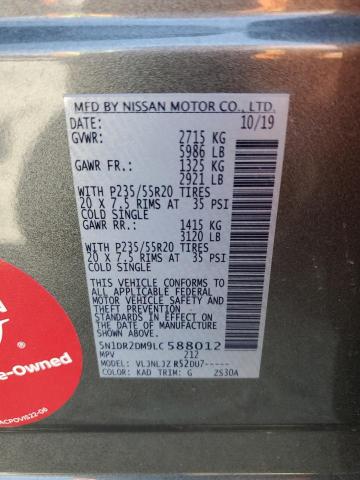 MFD BY NISSAN MOTOR CO., LTD.
DATE: 10/19
GVWR: 2715 KG
5986 LB
GAWR FR.: 1325 KG
2921 LB
WITH P235/55R20 TIRES
20 X 7.5 RIMS AT 35 PSI
COLD SINGLE
GAWR RR.: 1415 KG
3120 LB
WITH P235/55R20 TIRES
20 X 7.5 RIMS AT 35 PSI
COLD SINGLE
THIS VEHICLE CONFORMS TO
ALL APPLICABLE FEDERAL
MOTOR VEHICLE SAFETY,
BUMPER, AND THEFT
PREVENTION
STANDARDS IN EFFECT ON
THE DATE OF MANUFACTURE
SHOWN ABOVE.
5N1DR2DM9LC588012
MPV 212
MODEL: VLJNLJZ R52DU7-----
COLOR: KAD TRIM: G ZS30A
e-Owned
ACPDVIS22-06